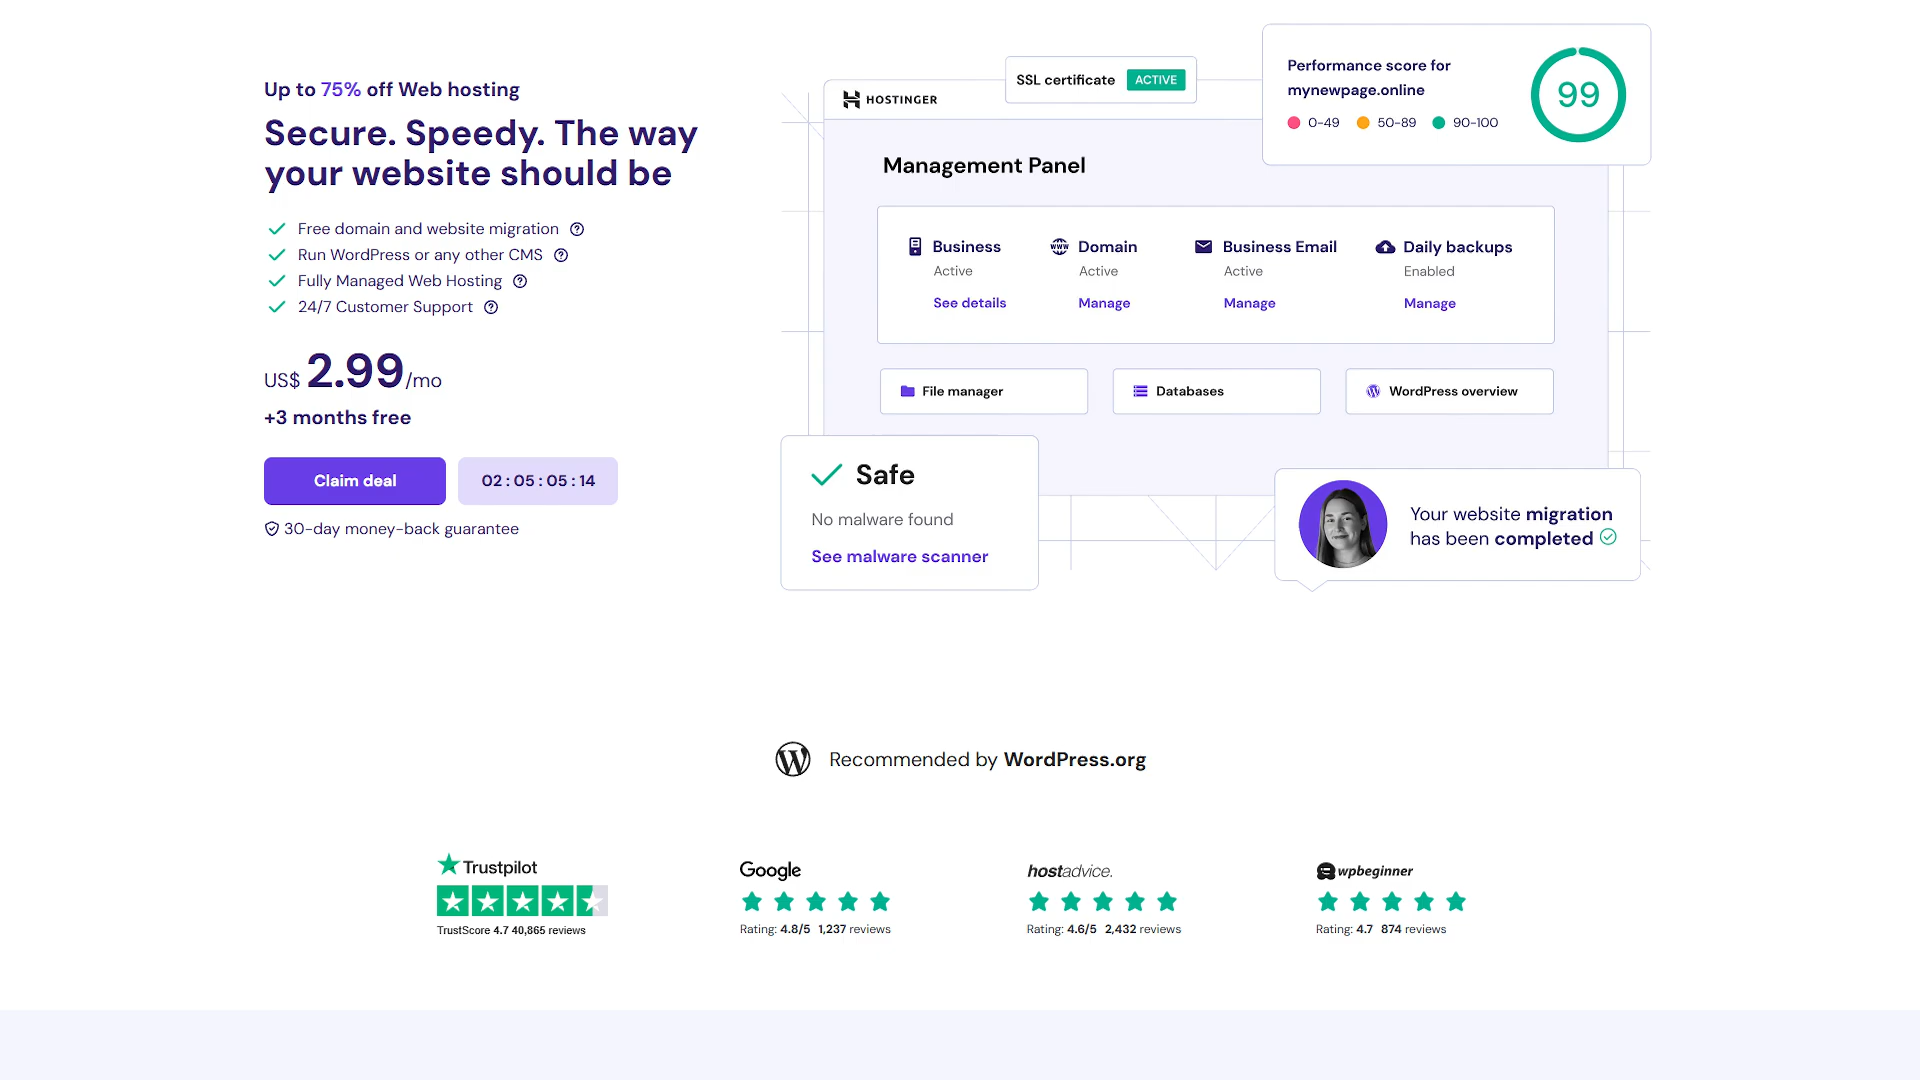 Up to 75% off Web hosting
Secure. Speedy. The way
your website should be
Free domain and website migration
Run WordPress or any other CMS
Fully Managed Web Hosting
24/7 Customer Support
US$ 2.99/mo
+3 months free
Claim deal
02 : 05 : 05 : 14
30-day money-back guarantee
HOSTINGER
SSL certificate ACTIVE
Performance score for
mynewpage.online
0-49 50-89 90-100
99
Management Panel
Business
Active
See details
Domain
Active
Manage
Business Email
Active
Manage
Daily backups
Enabled
Manage
File manager
Databases
WordPress overview
Safe
No malware found
See malware scanner
Your website migration
has been completed
Recommended by WordPress.org
Trustpilot
TrustScore 4.7 40,865 reviews
Google
Rating: 4.8/5 1,237 reviews
hostadvice.
Rating: 4.6/5 2,432 reviews
wpbeginner
Rating: 4.7 874 reviews